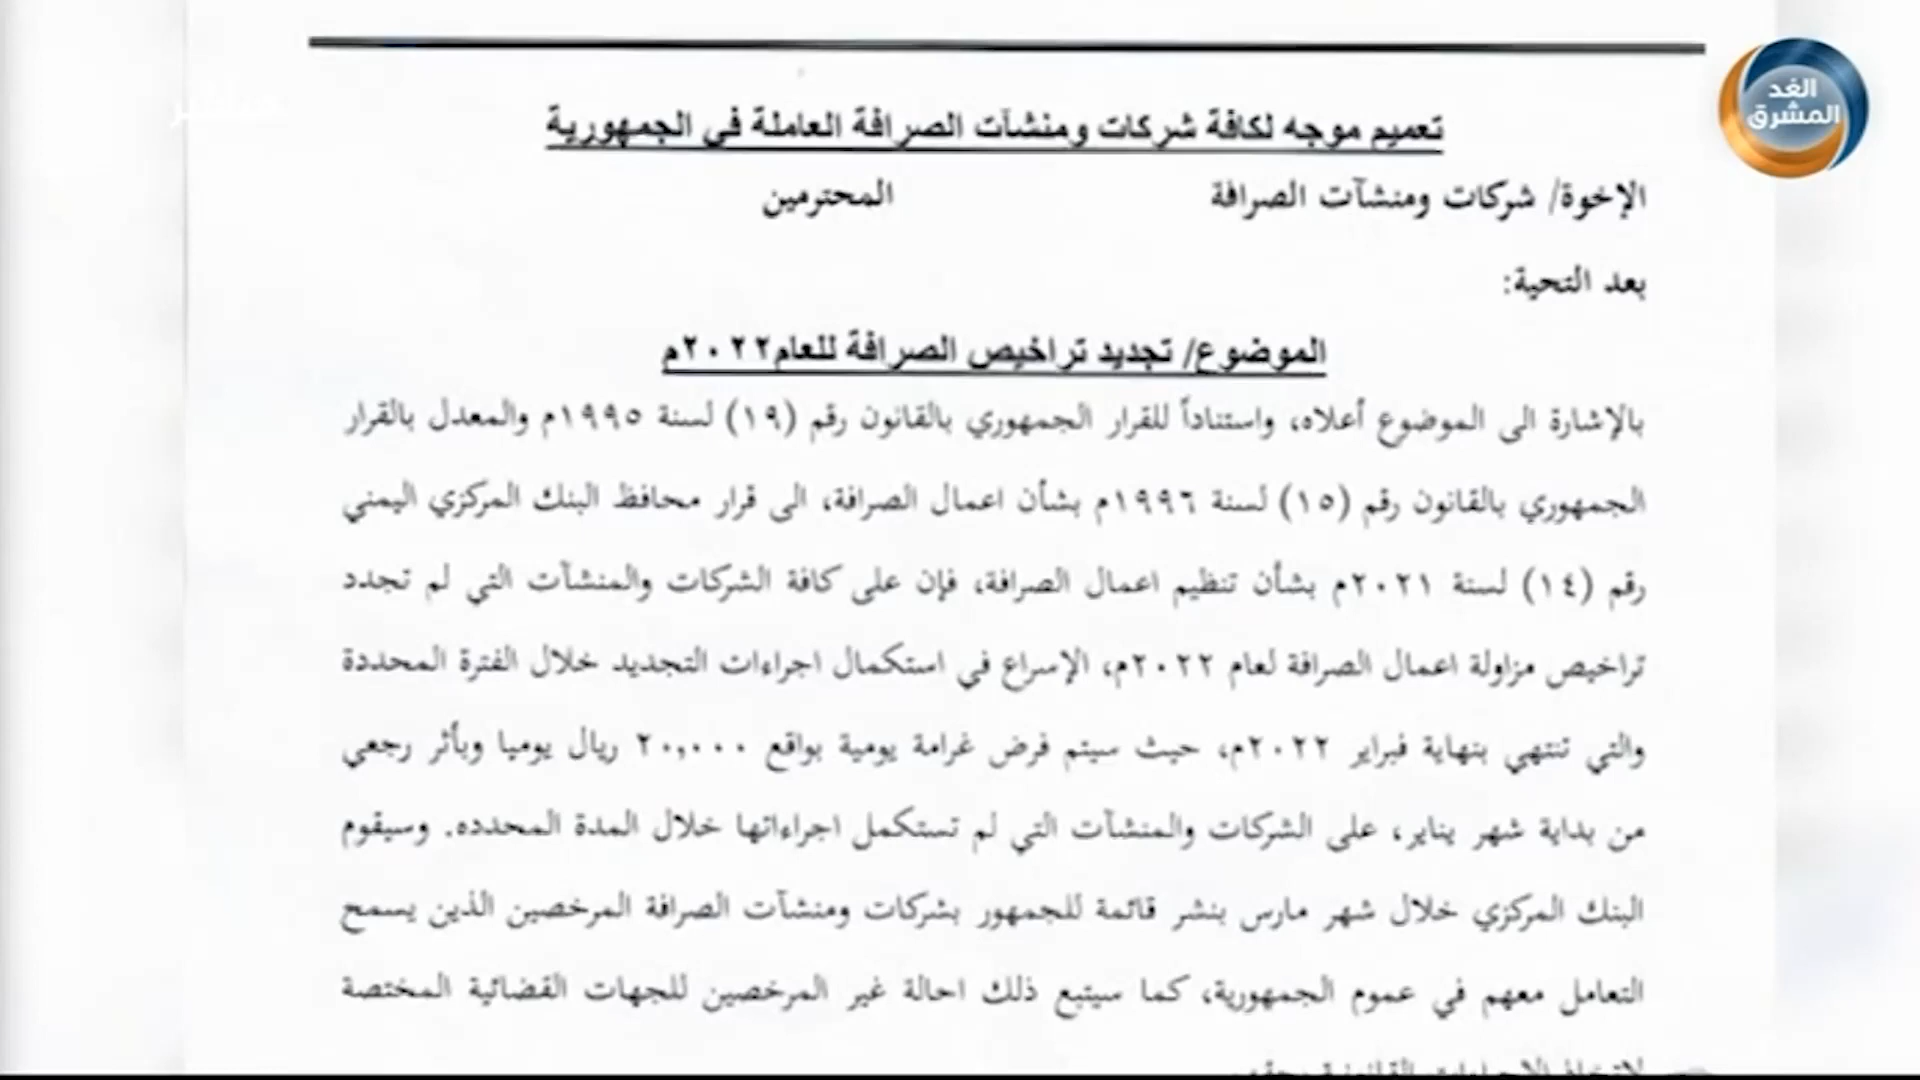 الغد
المشرق
مباشر
تعميم موجه لكافة شركات ومنشآت الصرافة العاملة في الجمهورية
الإخوة/ شركات ومنشآت الصرافة المحترمين
بعد التحية:
الموضوع/ تجديد تراخيص الصرافة للعام٢٠٢٢م
بالإشارة الى الموضوع أعلاه، واستناداً للقرار الجمهوري بالقانون رقم (١٩) لسنة ١٩٩٥م والمعدل بالقرار
الجمهوري بالقانون رقم (١٥) لسنة ١٩٩٦م بشأن اعمال الصرافة، الى قرار محافظ البنك المركزي اليمني
رقم (١٤) لسنة ٢٠٢١م بشأن تنظيم اعمال الصرافة، فإن على كافة الشركات والمنشآت التي لم تجدد
تراخيص مزاولة اعمال الصرافة لعام ٢٠٢٢م، الإسراع في استكمال اجراءات التجديد خلال الفترة المحددة
والتي تنتهي بنهاية فبراير ٢٠٢٢م، حيث سيتم فرض غرامة يومية بواقع ٢٠,٠٠٠ ريال يوميا وبأثر رجعي
من بداية شهر يناير، على الشركات والمنشآت التي لم تستكمل اجراءاتها خلال المدة المحدده. وسيقوم
البنك المركزي خلال شهر مارس بنشر قائمة للجمهور بشركات ومنشآت الصرافة المرخصين الذين يسمح
التعامل معهم في عموم الجمهورية، كما سيتبع ذلك احالة غير المرخصين للجهات القضائية المختصة